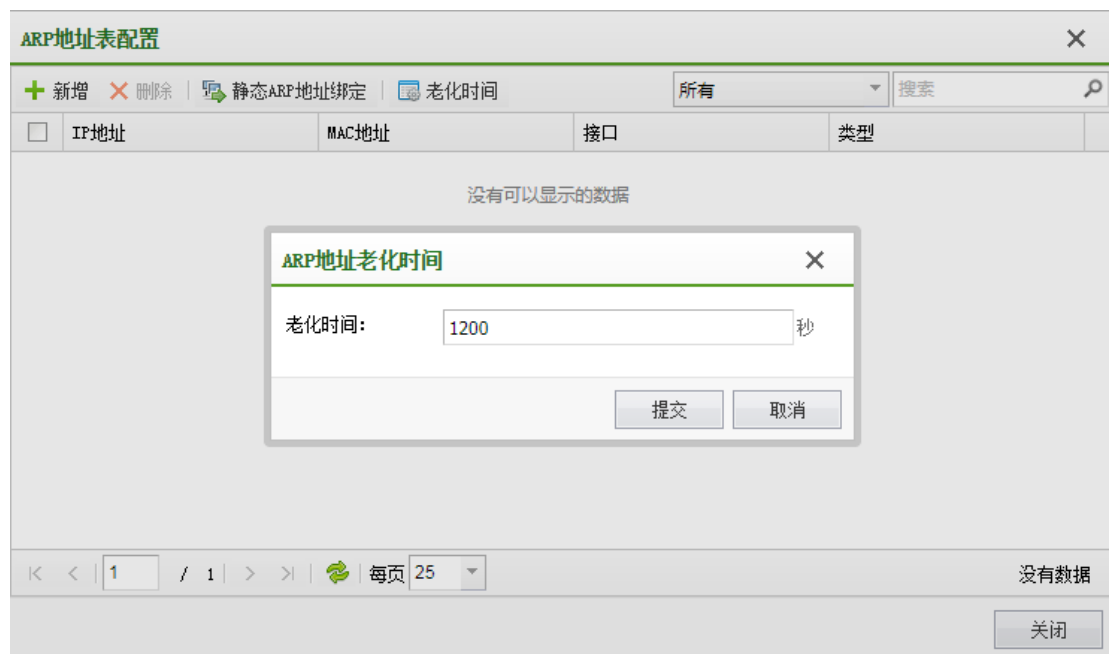 ARP地址表配置
新增 删除 静态ARP地址绑定 老化时间 所有 搜索
IP地址 MAC地址 接口 类型
没有可以显示的数据
ARP地址老化时间
老化时间: 1200 秒
提交 取消
1 / 1 每页 25 没有数据
关闭